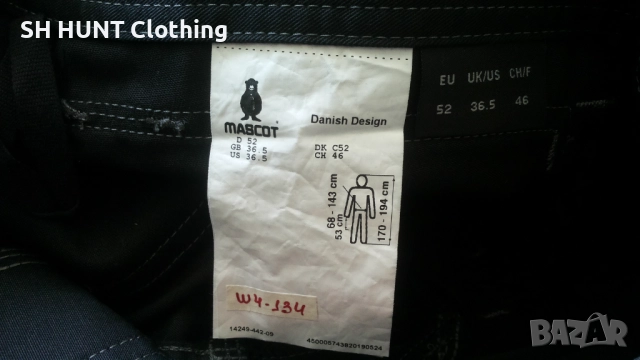 SH HUNT Clothing
MASCOT
Danish Design
D 52
GB 36.5
US 36.5
DK C52
CH 46
68 - 143 cm
53 cm
170 - 194 cm
W4-134
14249-442-09
450005743920190524
EU UK/US CH/F
52 36.5 46
BAZAR